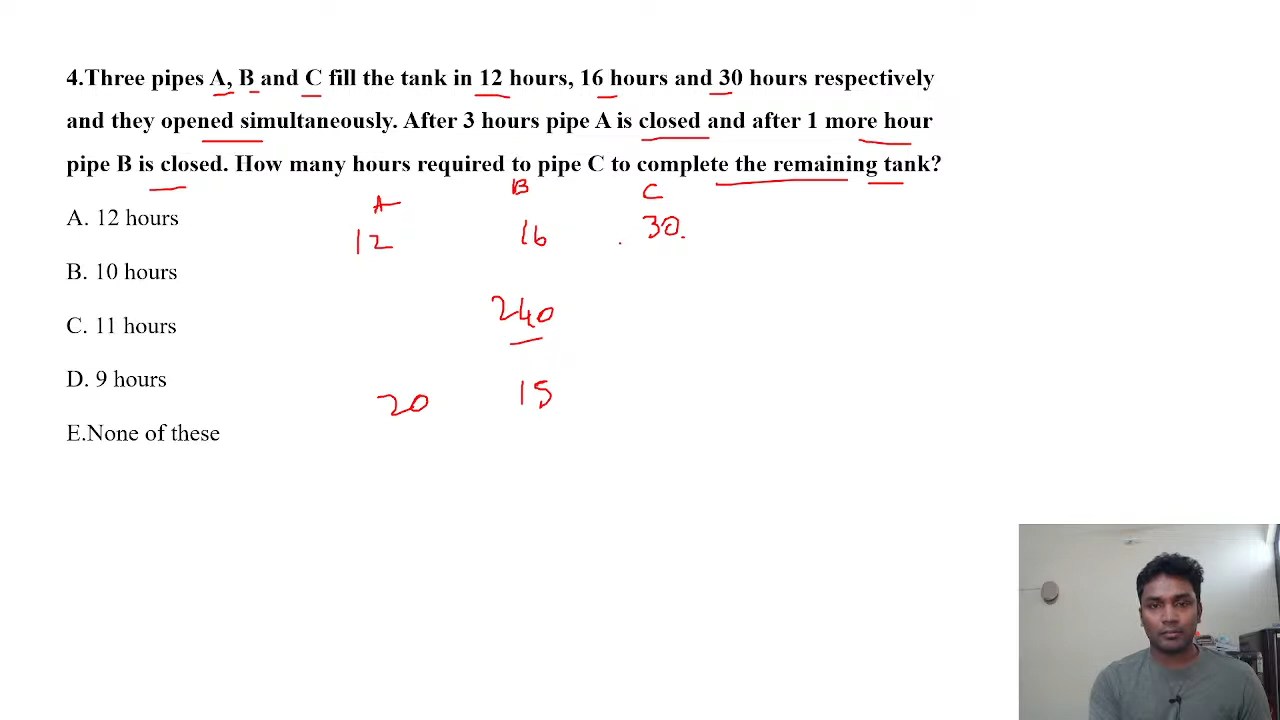 4.Three pipes A, B and C fill the tank in 12 hours, 16 hours and 30 hours respectively
and they opened simultaneously. After 3 hours pipe A is closed and after 1 more hour
pipe B is closed. How many hours required to pipe C to complete the remaining tank?
A B C
A. 12 hours
12 16 30
B. 10 hours
240
C. 11 hours
D. 9 hours
20 15
E.None of these